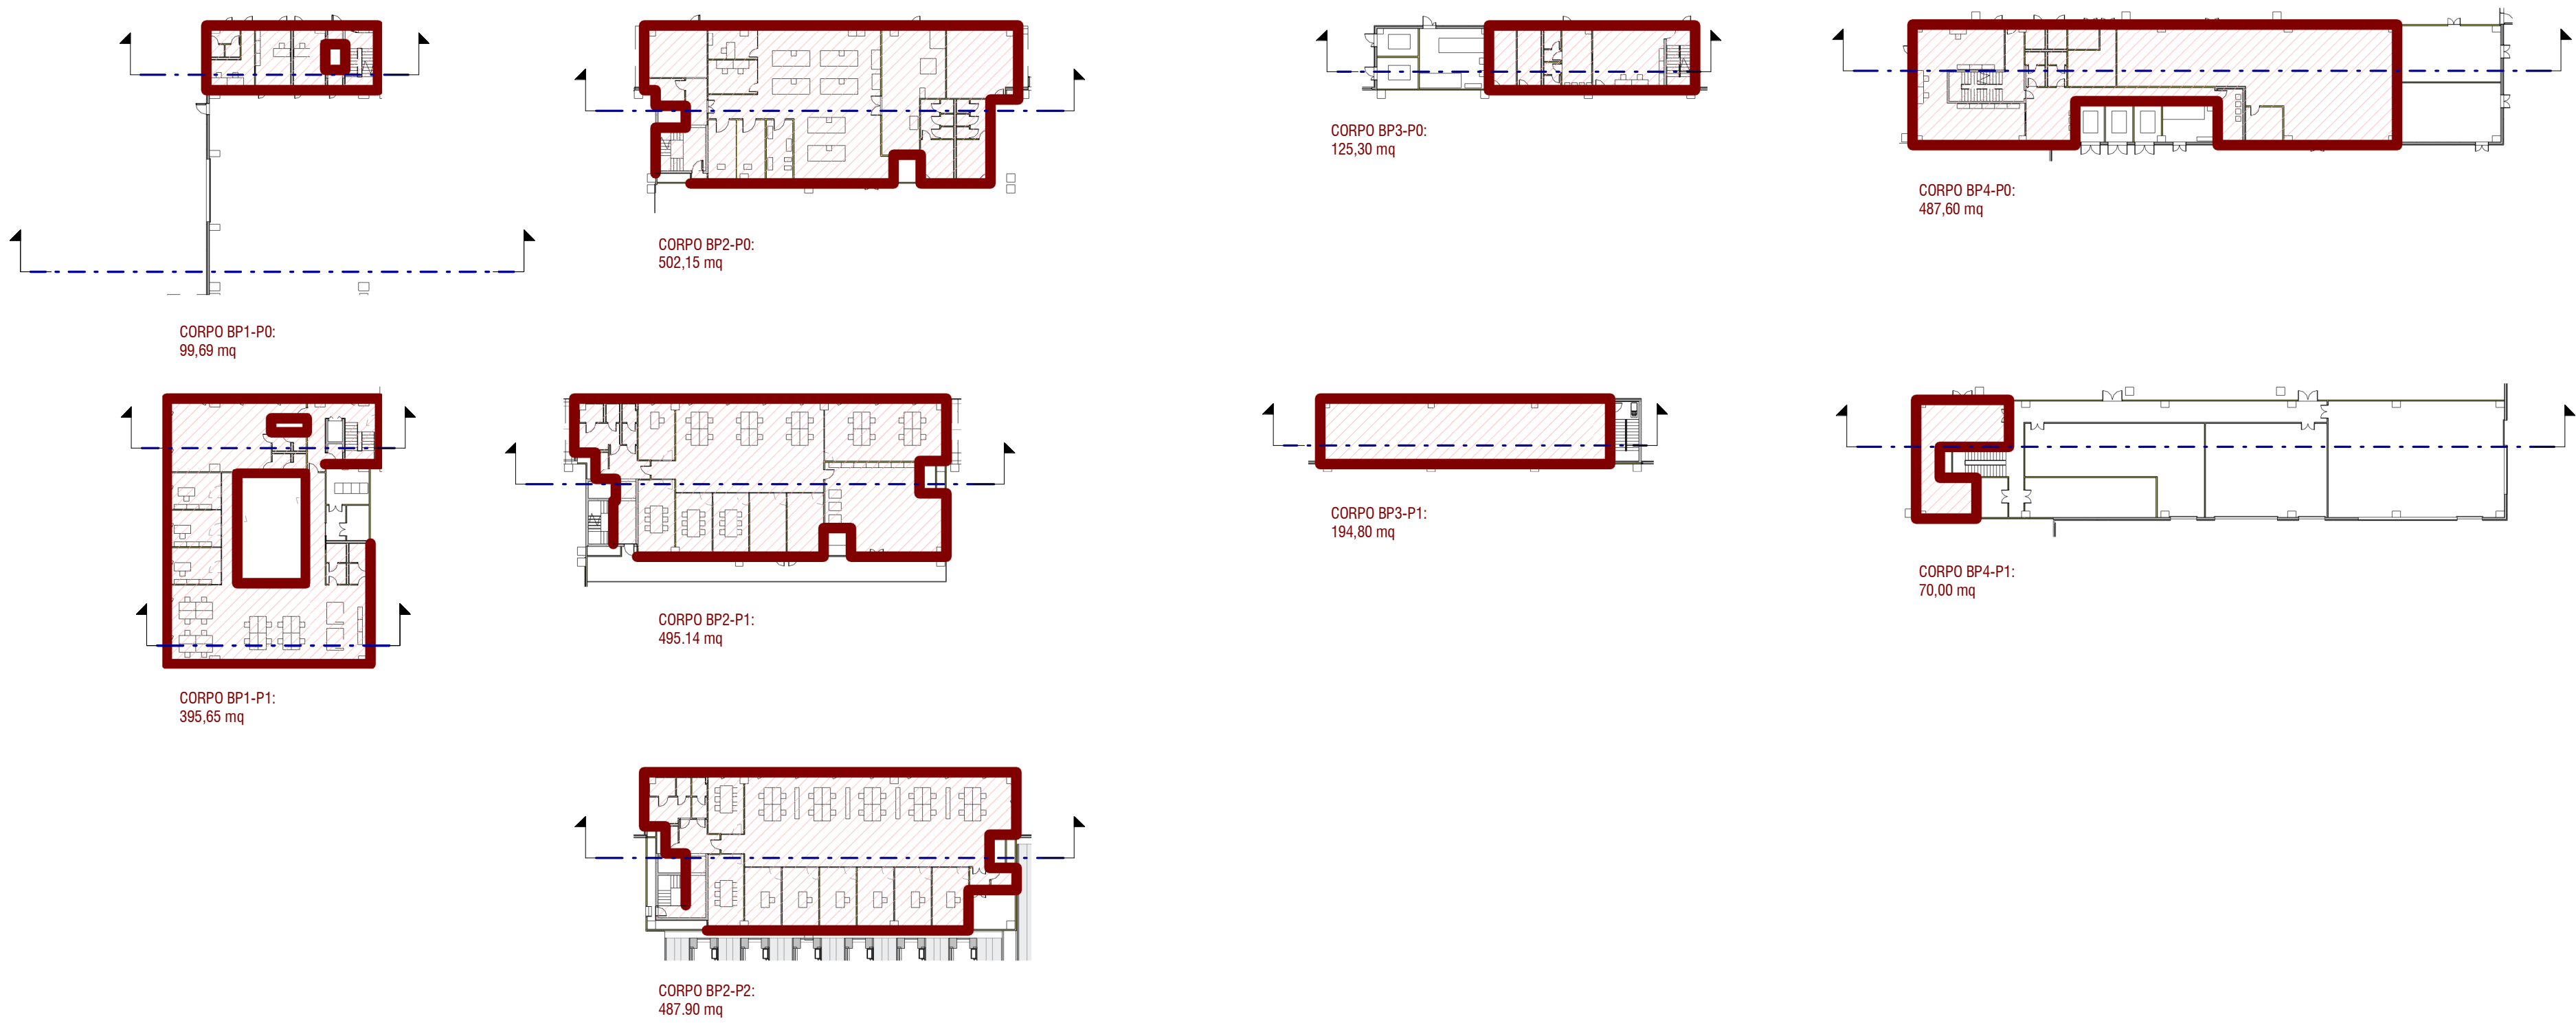 CORPO BP1-P0:
99,69 mq
CORPO BP2-P0:
502,15 mq
CORPO BP3-P0:
125,30 mq
CORPO BP4-P0:
487,60 mq
CORPO BP1-P1:
395,65 mq
CORPO BP2-P1:
495.14 mq
CORPO BP3-P1:
194,80 mq
CORPO BP4-P1:
70,00 mq
CORPO BP2-P2:
487.90 mq